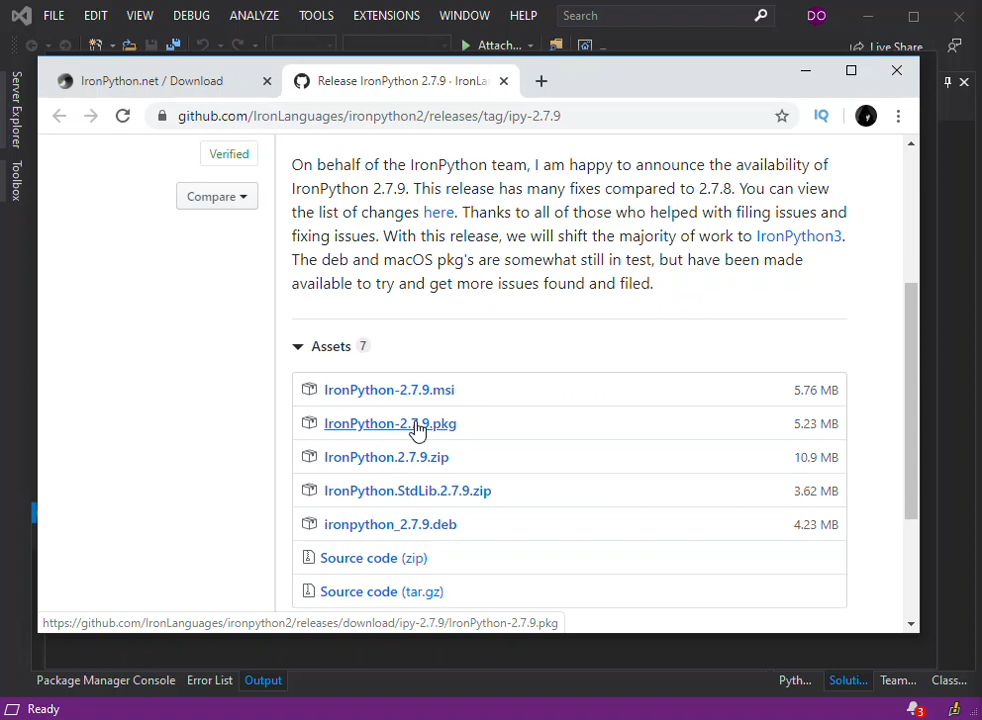 FILE EDIT VIEW DEBUG ANALYZE TOOLS EXTENSIONS WINDOW HELP Search DO
Attach... Live Share
Server Explorer
Toolbox
IronPython.net / Download Release IronPython 2.7.9 · IronLa
github.com/IronLanguages/ironpython2/releases/tag/ipy-2.7.9 IQ
Verified
Compare
On behalf of the IronPython team, I am happy to announce the availability of
IronPython 2.7.9. This release has many fixes compared to 2.7.8. You can view
the list of changes here. Thanks to all of those who helped with filing issues and
fixing issues. With this release, we will shift the majority of work to IronPython3.
The deb and macOS pkg's are somewhat still in test, but have been made
available to try and get more issues found and filed.
Assets 7
IronPython-2.7.9.msi 5.76 MB
IronPython-2.7.9.pkg 5.23 MB
IronPython.2.7.9.zip 10.9 MB
IronPython.StdLib.2.7.9.zip 3.62 MB
ironpython_2.7.9.deb 4.23 MB
Source code (zip)
Source code (tar.gz)
https://github.com/IronLanguages/ironpython2/releases/download/ipy-2.7.9/IronPython-2.7.9.pkg
Package Manager Console Error List Output Pyth... Soluti... Team... Class...
Ready 3